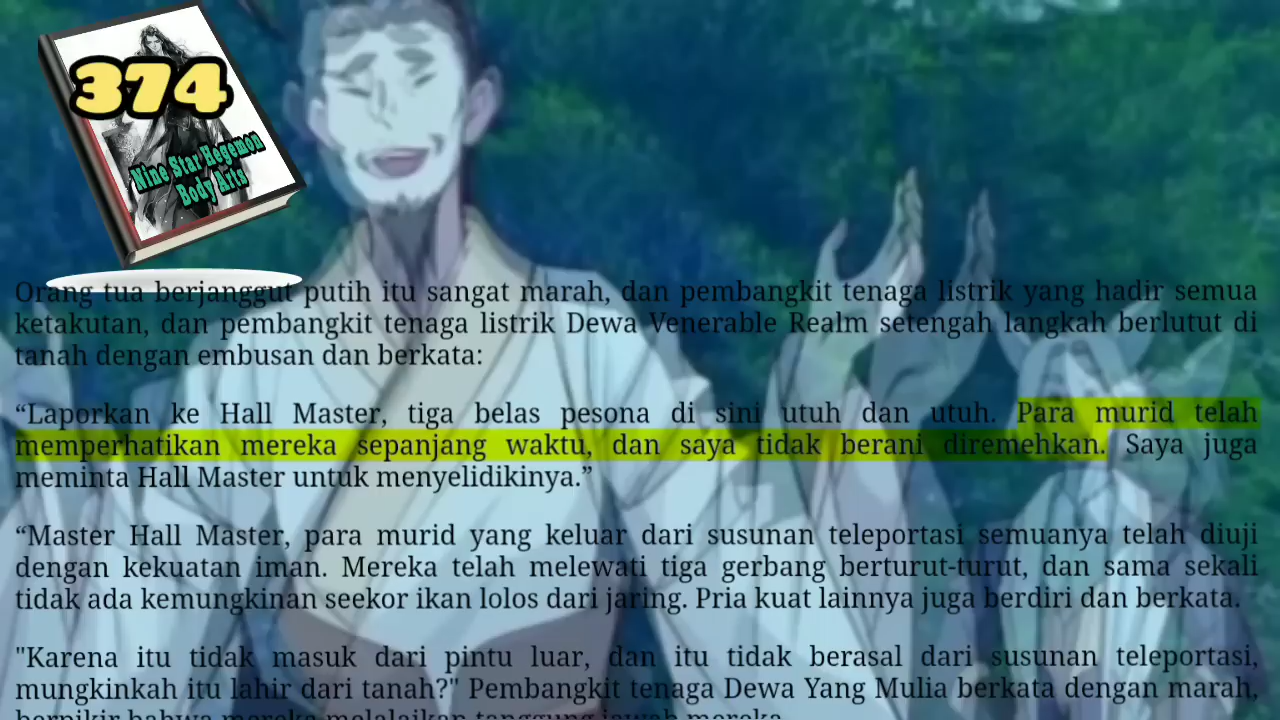 374
Nine Star Hegemon
Body Arts
Orang tua berjanggut putih itu sangat marah, dan pembangkit tenaga listrik yang hadir semua
ketakutan, dan pembangkit tenaga listrik Dewa Venerable Realm setengah langkah berlutut di
tanah dengan embusan dan berkata:
“Laporkan ke Hall Master, tiga belas pesona di sini utuh dan utuh. Para murid telah
memperhatikan mereka sepanjang waktu, dan saya tidak berani diremehkan. Saya juga
meminta Hall Master untuk menyelidikinya.”
“Master Hall Master, para murid yang keluar dari susunan teleportasi semuanya telah diuji
dengan kekuatan iman. Mereka telah melewati tiga gerbang berturut-turut, dan sama sekali
tidak ada kemungkinan seekor ikan lolos dari jaring. Pria kuat lainnya juga berdiri dan berkata.
"Karena itu tidak masuk dari pintu luar, dan itu tidak berasal dari susunan teleportasi,
mungkinkah itu lahir dari tanah?" Pembangkit tenaga Dewa Yang Mulia berkata dengan marah,
berpikir bahwa mereka melalaikan tanggung jawab mereka.